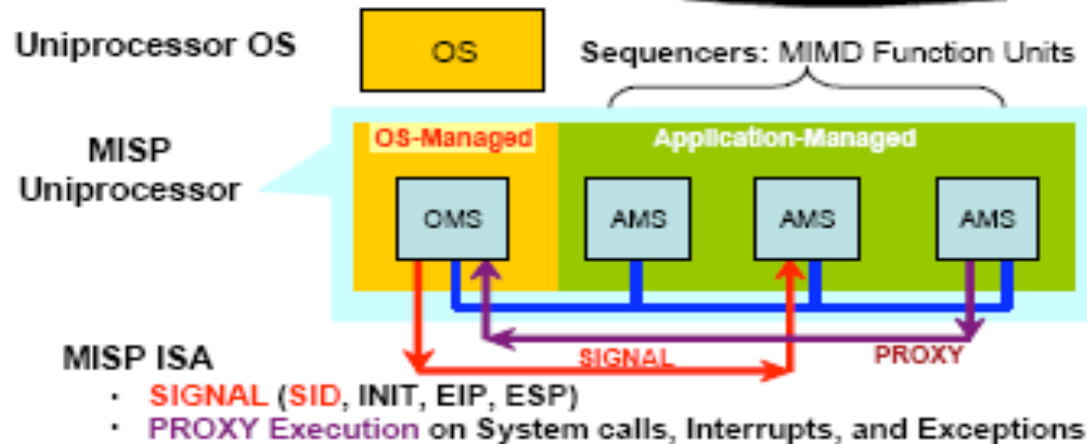 Uniprocessor OS
OS
Sequencers: MIMD Function Units
MISP
Uniprocessor
OS-Managed
Application-Managed
OMS
AMS
AMS
AMS
SIGNAL
PROXY
MISP ISA
· SIGNAL (SID, INIT, EIP, ESP)
· PROXY Execution on System calls, Interrupts, and Exceptions